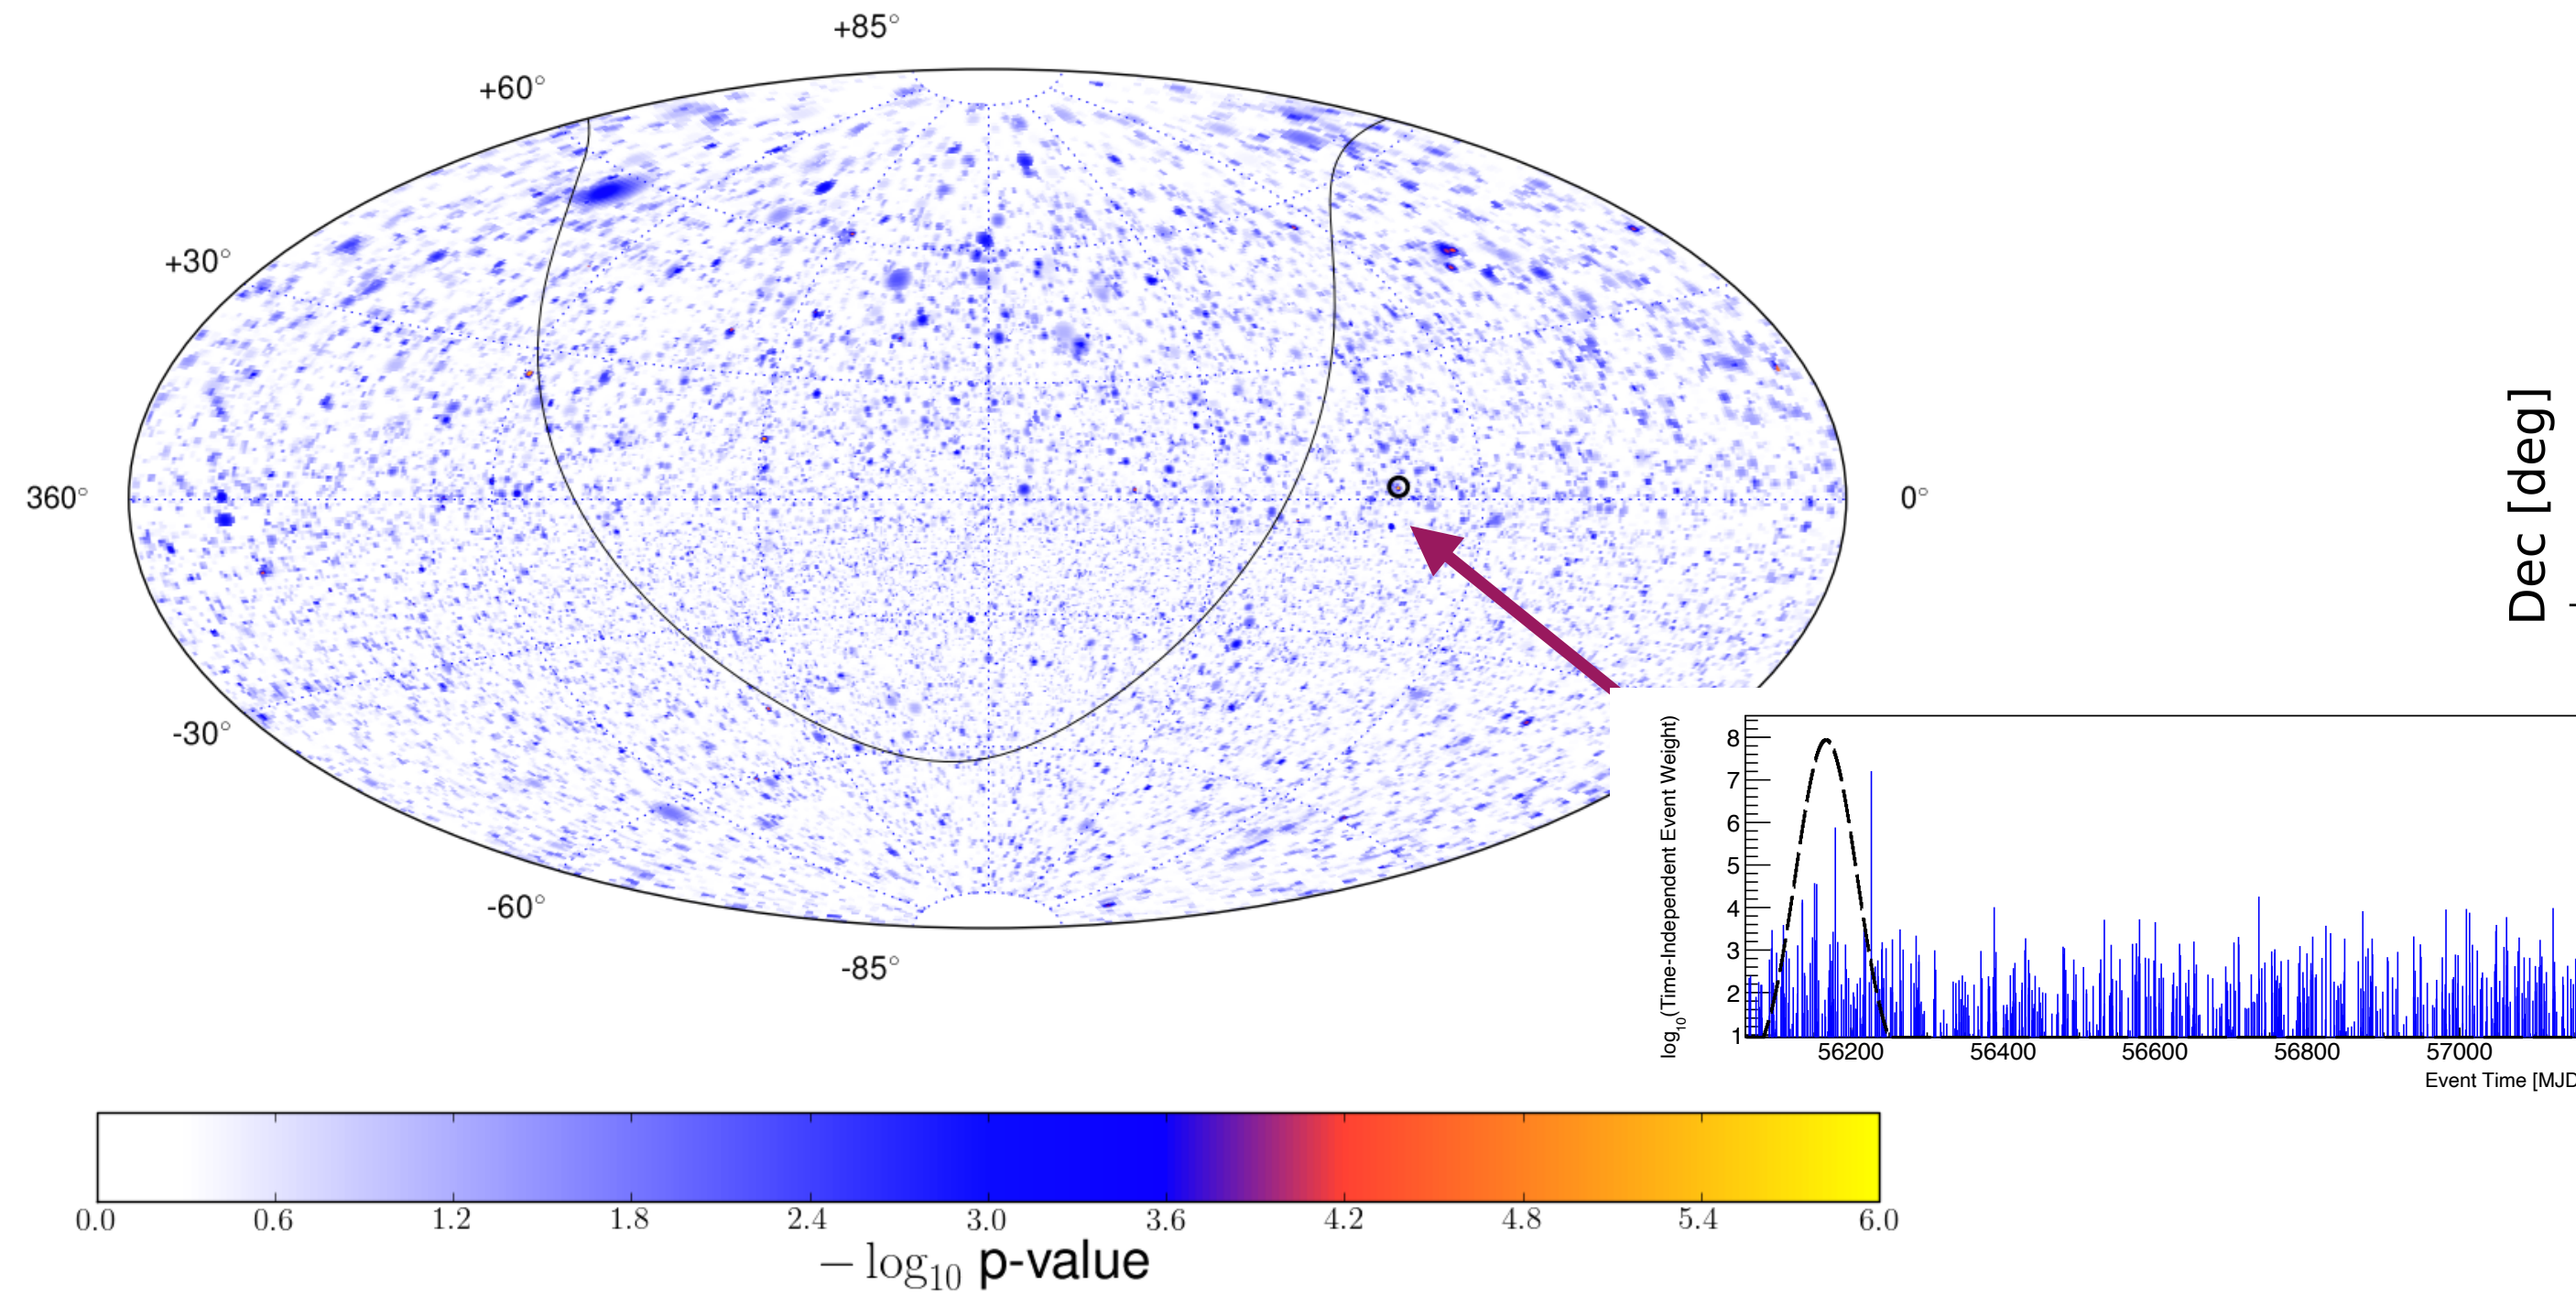 +85°
+60°
+30°
360°
0°
-30°
-60°
-85°
Dec [deg]
log10(Time-Independent Event Weight)
8
7
6
5
4
3
2
1
56200 56400 56600 56800 57000
Event Time [MJD
0.0 0.6 1.2 1.8 2.4 3.0 3.6 4.2 4.8 5.4 6.0
− log10 p-value